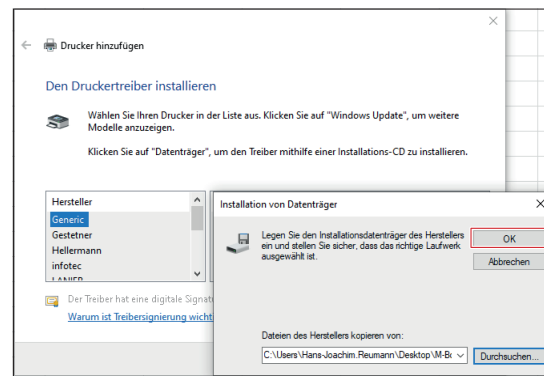 Drucker hinzufügen
Den Druckertreiber installieren
Wählen Sie Ihren Drucker in der Liste aus. Klicken Sie auf "Windows Update", um weitere
Modelle anzuzeigen.
Klicken Sie auf "Datenträger", um den Treiber mithilfe einer Installations-CD zu installieren.
Hersteller
Generic
Gestetner
Hellermann
infotec
LANIER
Der Treiber hat eine digitale Signat
Warum ist Treibersignierung wicht
Installation von Datenträger
Legen Sie den Installationsdatenträger des Herstellers
ein und stellen Sie sicher, dass das richtige Laufwerk
ausgewählt ist.
OK
Abbrechen
Dateien des Herstellers kopieren von:
C:\Users\Hans-Joachim.Reumann\Desktop\M-Bc
Durchsuchen...